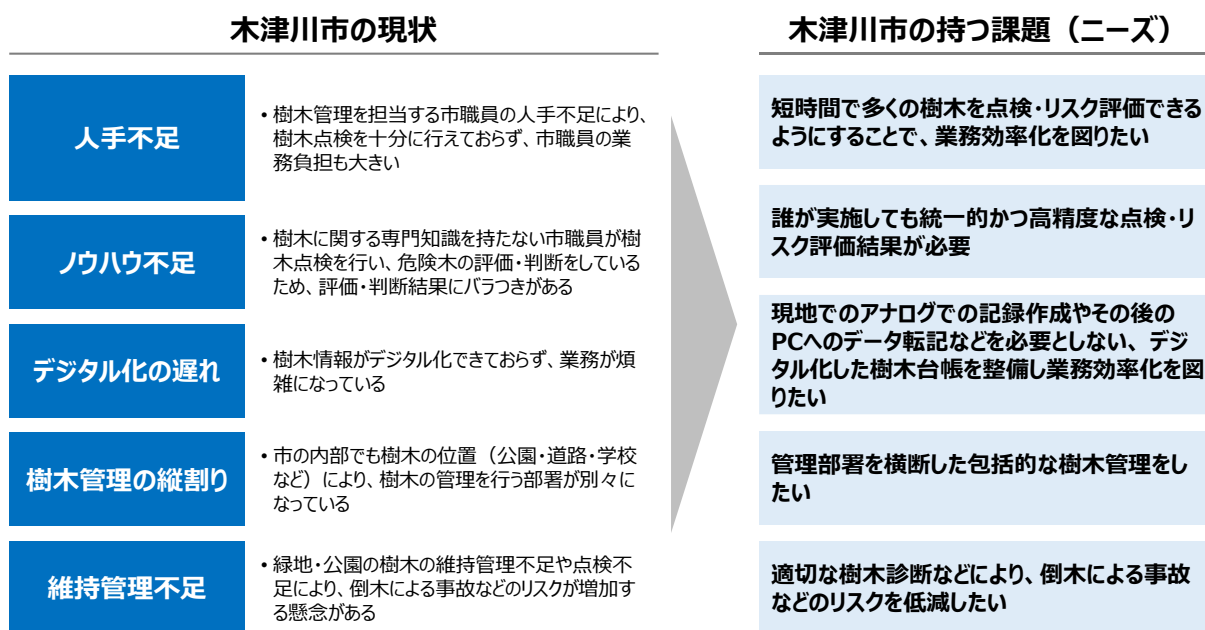 木津川市の現状
木津川市の持つ課題（ニーズ）
人手不足
• 樹木管理を担当する市職員の人手不足により、
樹木点検を十分に行えておらず、市職員の業
務負担も大きい
短時間で多くの樹木を点検・リスク評価できる
ようにすることで、業務効率化を図りたい
ノウハウ不足
• 樹木に関する専門知識を持たない市職員が樹
木点検を行い、危険木の評価・判断をしている
ため、評価・判断結果にバラつきがある
誰が実施しても統一的かつ高精度な点検・リ
スク評価結果が必要
デジタル化の遅れ
• 樹木情報がデジタル化できておらず、業務が煩
雑になっている
現地でのアナログでの記録作成やその後の
PCへのデータ転記などを必要としない、デジ
タル化した樹木台帳を整備し業務効率化を図
りたい
樹木管理の縦割り
• 市の内部でも樹木の位置（公園・道路・学校
など）により、樹木の管理を行う部署が別々に
なっている
管理部署を横断した包括的な樹木管理をし
たい
維持管理不足
• 緑地・公園の樹木の維持管理不足や点検不
足により、倒木による事故などのリスクが増加す
る懸念がある
適切な樹木診断などにより、倒木による事故
などのリスクを低減したい